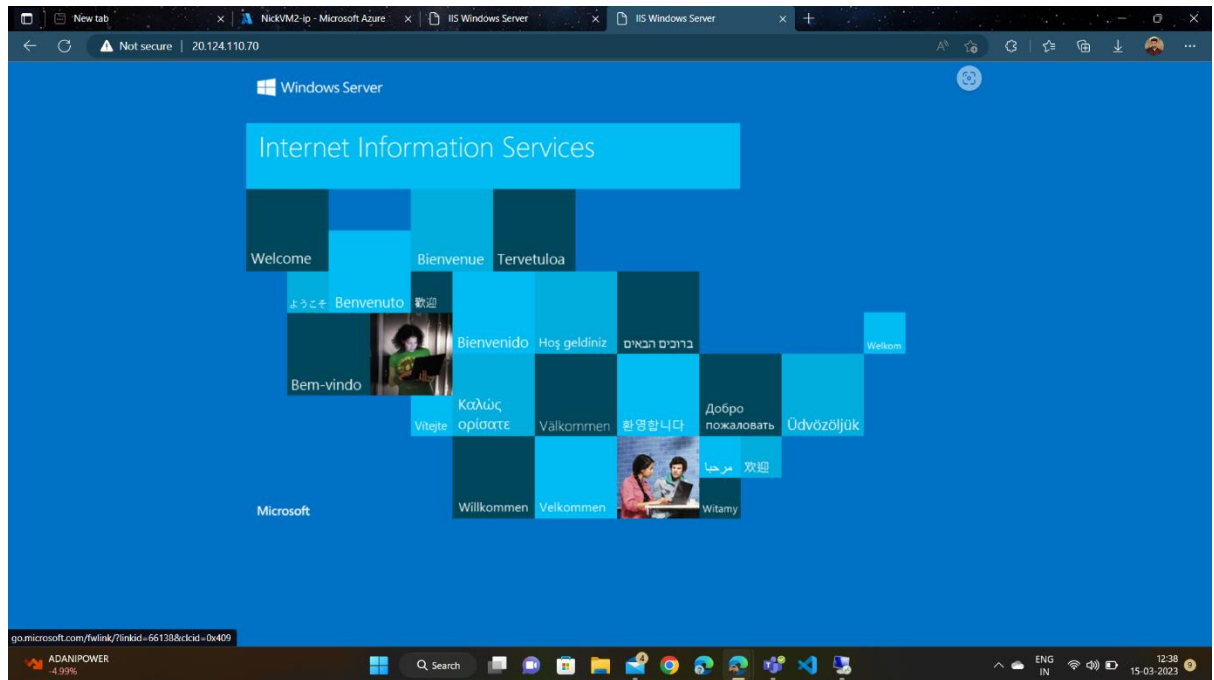 New tab
NickVM2-ip - Microsoft Azure
IIS Windows Server
IIS Windows Server
Not secure | 20.124.110.70
Windows Server
Internet Information Services
Welcome
Bienvenue
Tervetuloa
ようこそ
Benvenuto
歡迎
Bienvenido
Hoş geldiniz
ברוכים הבאים
Welkom
Bem-vindo
Vítejte
Καλώς
ορίσατε
Välkommen
환영합니다
Добро
пожаловать
Üdvözöljük
مرحبا
欢迎
Microsoft
Willkommen
Velkommen
Witamy
go.microsoft.com/fwlink/?linkid=66138&clcid=0x409
ADANIPOWER
-4.99%
Search
ENG
IN
12:38
15-03-2023